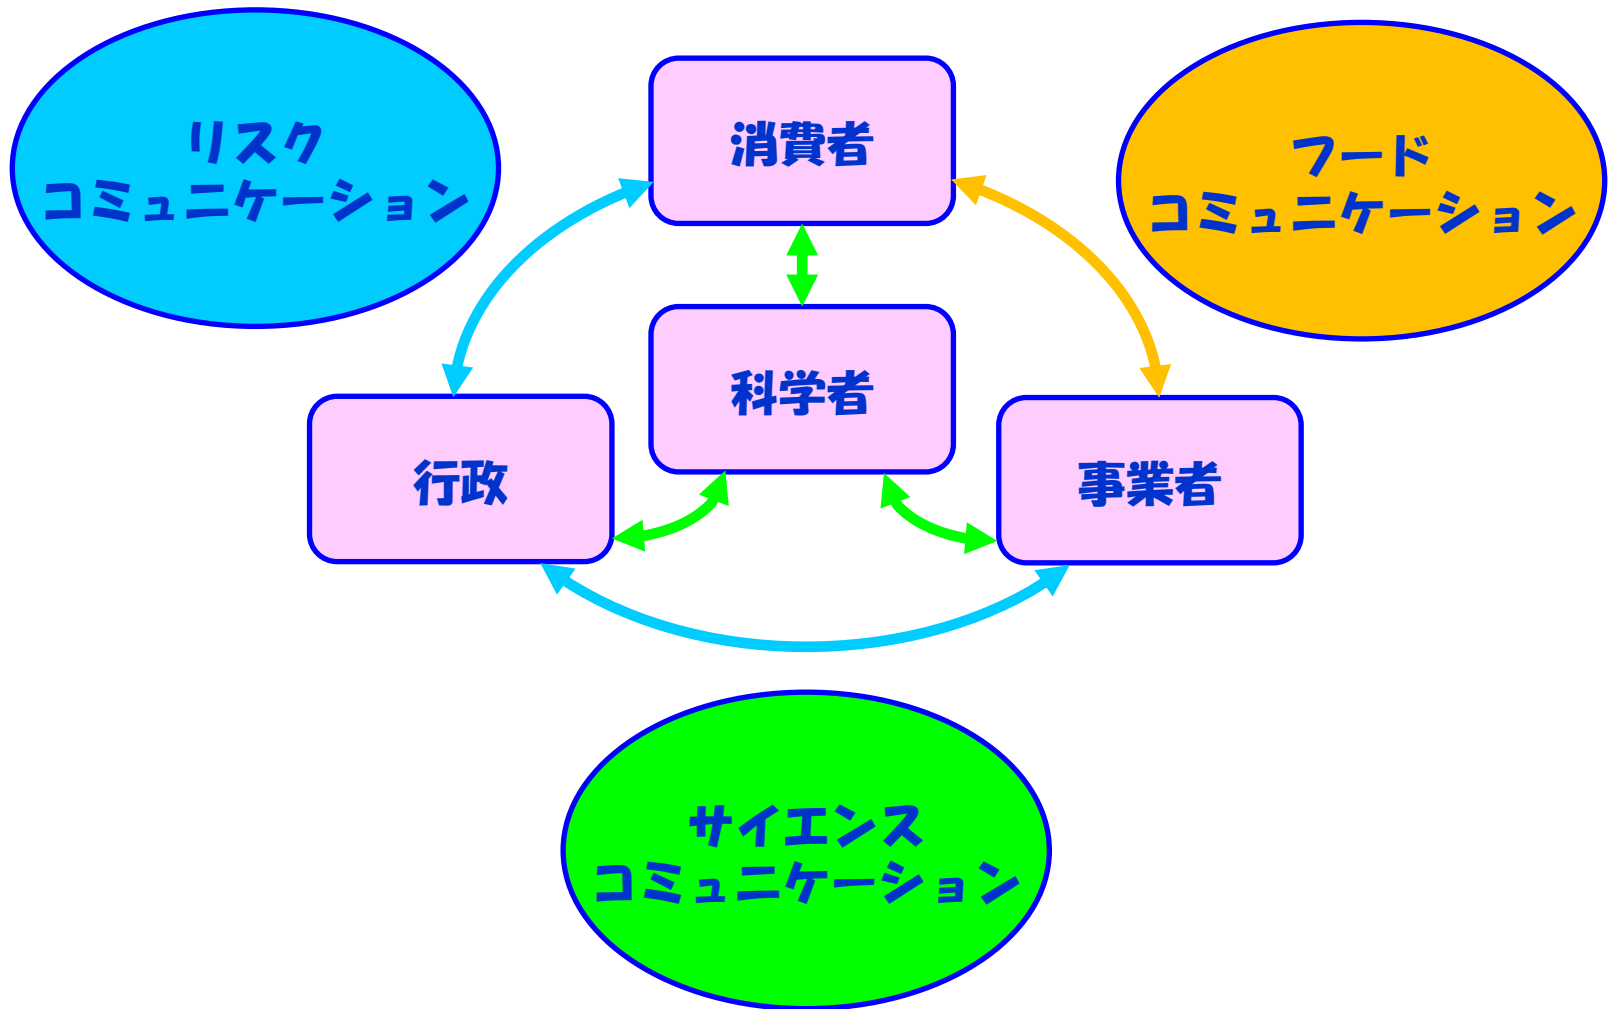 リスク
コミュニケーション
消費者
フード
コミュニケーション
科学者
行政
事業者
サイエンス
コミュニケーション